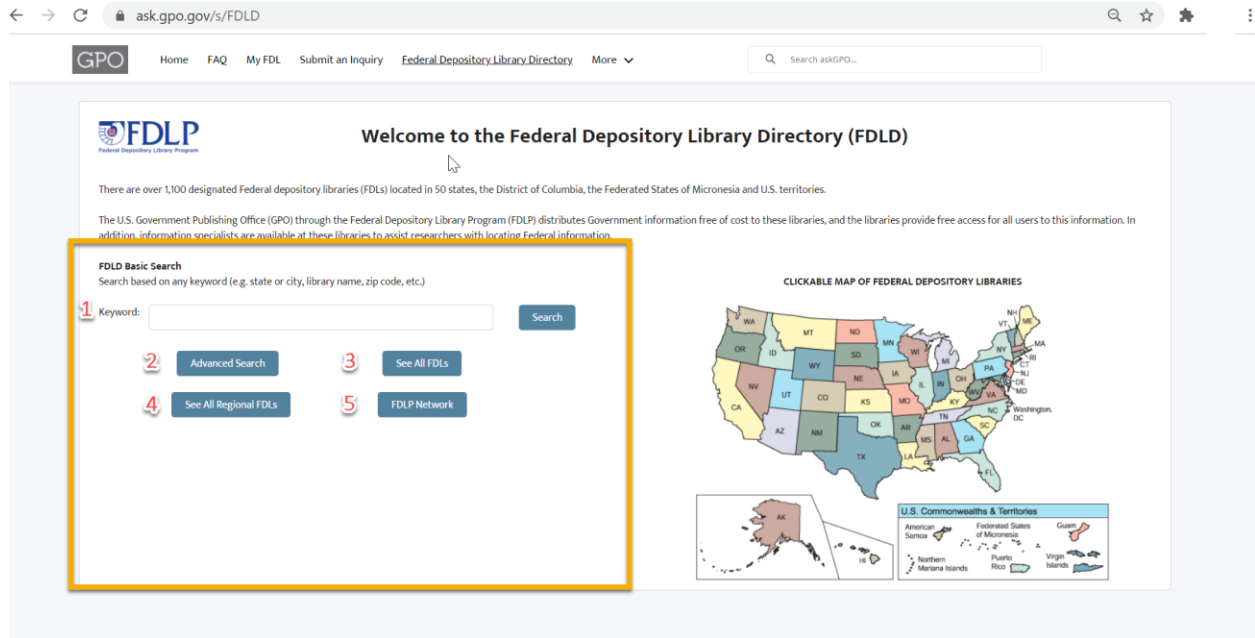 ask.gpo.gov/s/FDLD
GPO Home FAQ My FDL Submit an Inquiry Federal Depository Library Directory More Search askGPO...
FDLP
Federal Depository Library Program
Welcome to the Federal Depository Library Directory (FDLD)
There are over 1,100 designated Federal depository libraries (FDLs) located in 50 states, the District of Columbia, the Federated States of Micronesia and U.S. territories.
The U.S. Government Publishing Office (GPO) through the Federal Depository Library Program (FDLP) distributes Government information free of cost to these libraries, and the libraries provide free access for all users to this information. In
addition, information specialists are available at these libraries to assist researchers with locating Federal information.
FDLD Basic Search
Search based on any keyword (e.g. state or city, library name, zip code, etc.)
1 Keyword: Search
2 Advanced Search 3 See All FDLs
4 See All Regional FDLs 5 FDLP Network
CLICKABLE MAP OF FEDERAL DEPOSITORY LIBRARIES
WA MT ND MN VT NH ME
OR ID SD WI MI NY MA
WY IA PA RI
CT
NV NE IL IN OH NJ
DE
UT CO KS MO KY WV VA MD
CA NC Washington,
DC
AZ NM OK AR TN SC
MS AL GA
TX LA
FL
AK
HI
U.S. Commonwealths & Territories
American
Samoa
Federated States
of Micronesia
Guam
Northern
Mariana Islands
Puerto
Rico
Virgin
Islands